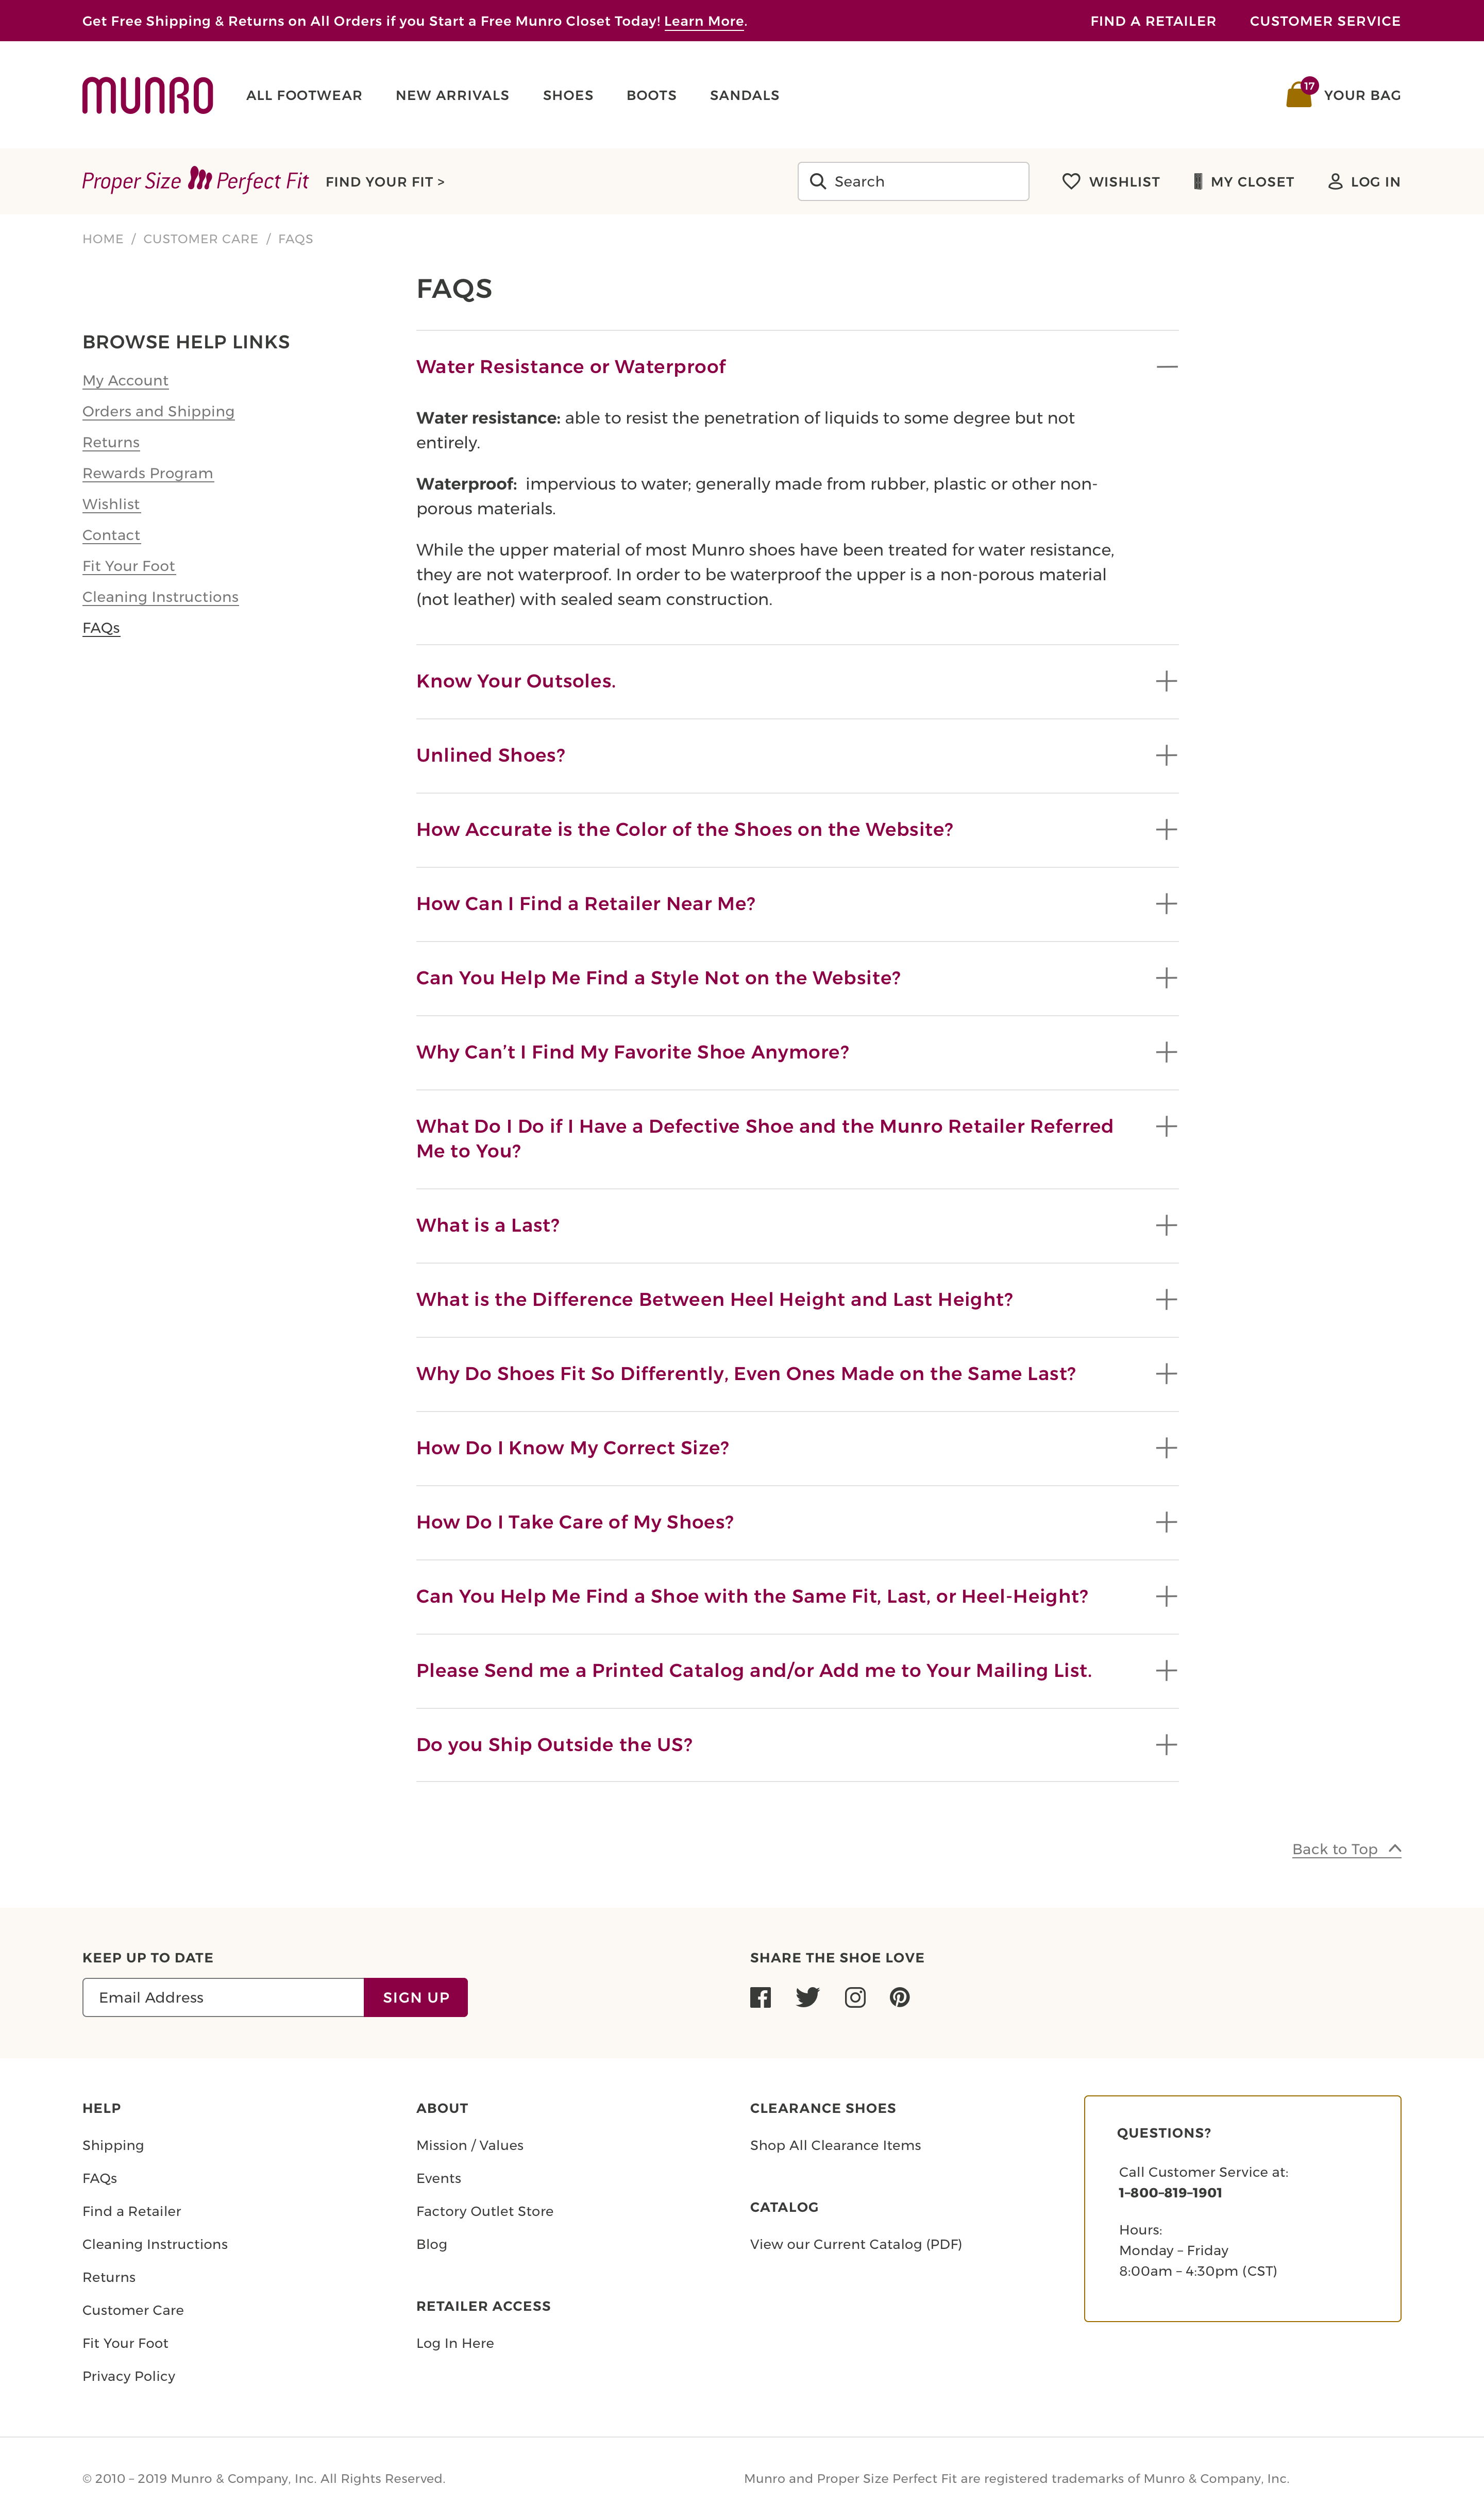 Get Free Shipping & Returns on All Orders if you Start a Free Munro Closet Today! Learn More.
FIND A RETAILER
CUSTOMER SERVICE
MUNRO
ALL FOOTWEAR
NEW ARRIVALS
SHOES
BOOTS
SANDALS
17
YOUR BAG
Proper Size Perfect Fit
FIND YOUR FIT >
Search
WISHLIST
MY CLOSET
LOG IN
HOME / CUSTOMER CARE / FAQS
FAQS
BROWSE HELP LINKS
My Account
Orders and Shipping
Returns
Rewards Program
Wishlist
Contact
Fit Your Foot
Cleaning Instructions
FAQs
Water Resistance or Waterproof
Water resistance: able to resist the penetration of liquids to some degree but not
entirely.
Waterproof: impervious to water; generally made from rubber, plastic or other non-
porous materials.
While the upper material of most Munro shoes have been treated for water resistance,
they are not waterproof. In order to be waterproof the upper is a non-porous material
(not leather) with sealed seam construction.
Know Your Outsoles.
Unlined Shoes?
How Accurate is the Color of the Shoes on the Website?
How Can I Find a Retailer Near Me?
Can You Help Me Find a Style Not on the Website?
Why Can’t I Find My Favorite Shoe Anymore?
What Do I Do if I Have a Defective Shoe and the Munro Retailer Referred
Me to You?
What is a Last?
What is the Difference Between Heel Height and Last Height?
Why Do Shoes Fit So Differently, Even Ones Made on the Same Last?
How Do I Know My Correct Size?
How Do I Take Care of My Shoes?
Can You Help Me Find a Shoe with the Same Fit, Last, or Heel-Height?
Please Send me a Printed Catalog and/or Add me to Your Mailing List.
Do you Ship Outside the US?
Back to Top
KEEP UP TO DATE
Email Address
SIGN UP
SHARE THE SHOE LOVE
HELP
Shipping
FAQs
Find a Retailer
Cleaning Instructions
Returns
Customer Care
Fit Your Foot
Privacy Policy
ABOUT
Mission / Values
Events
Factory Outlet Store
Blog
RETAILER ACCESS
Log In Here
CLEARANCE SHOES
Shop All Clearance Items
CATALOG
View our Current Catalog (PDF)
QUESTIONS?
Call Customer Service at:
1-800-819-1901
Hours:
Monday – Friday
8:00am – 4:30pm (CST)
© 2010 – 2019 Munro & Company, Inc. All Rights Reserved.
Munro and Proper Size Perfect Fit are registered trademarks of Munro & Company, Inc.